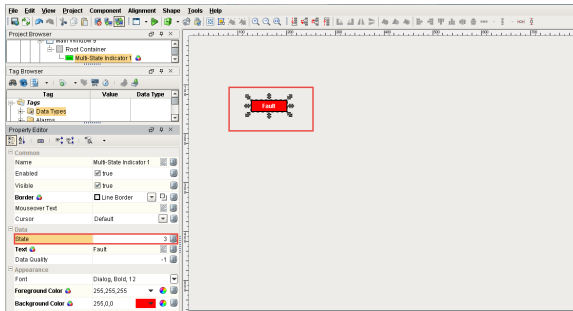 File Edit View Project Component Alignment Shape Tools Help
Project Browser
Root Container
Multi-State Indicator 1
Tag Browser
Tag Value Data Type
Tags
Data Types
Alarms
Property Editor
Common
Name Multi-State Indicator 1
Enabled true
Visible true
Border Line Border
Mouseover Text
Cursor Default
Data
State 3
Text Fault
Data Quality -1
Appearance
Font Dialog, Bold, 12
Foreground Color 255,255,255
Background Color 255,0,0
Fault